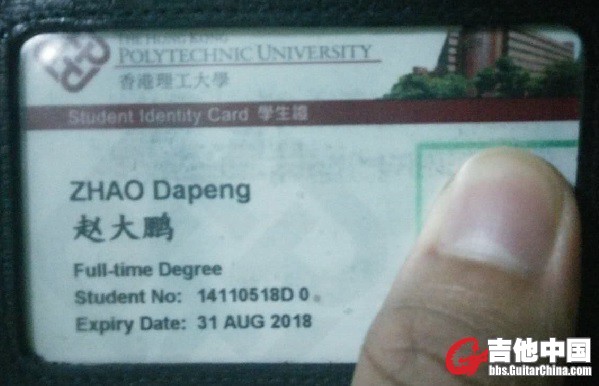 THE HONG KONG
POLYTECHNIC UNIVERSITY
香港理工大學
Student Identity Card 學生證
ZHAO Dapeng
赵大鹏
Full-time Degree
Student No: 14110518D 0
Expiry Date: 31 AUG 2018
吉他中国
bbs.GuitarChina.com